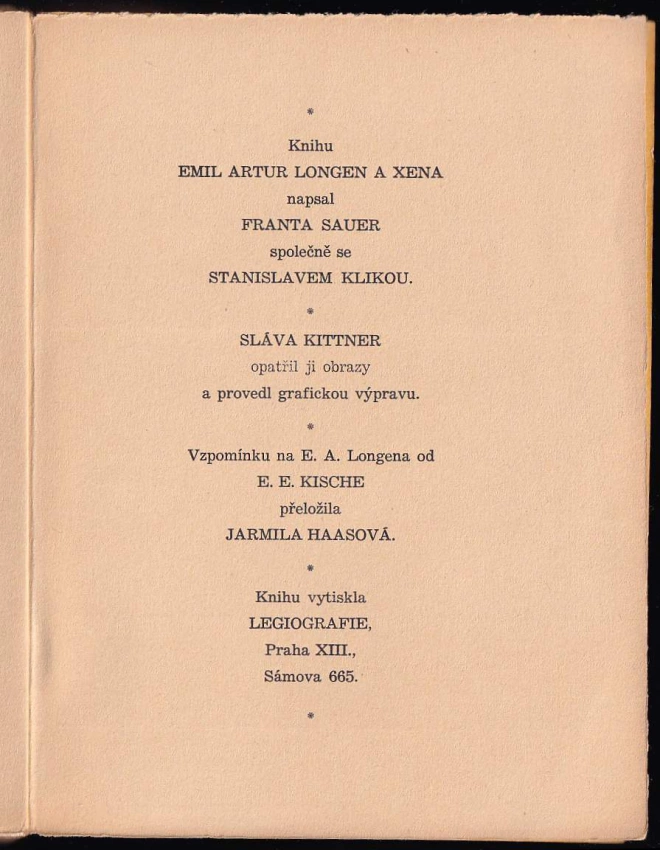 *
Knihu
EMIL ARTUR LONGEN A XENA
napsal
FRANTA SAUER
společně se
STANISLAVEM KLIKOU.
*
SLÁVA KITTNER
opatřil ji obrazy
a provedl grafickou výpravu.
*
Vzpomínku na E. A. Longena od
E. E. KISCHE
přeložila
JARMILA HAASOVÁ.
*
Knihu vytiskla
LEGIOGRAFIE,
Praha XIII.,
Sámova 665.
*